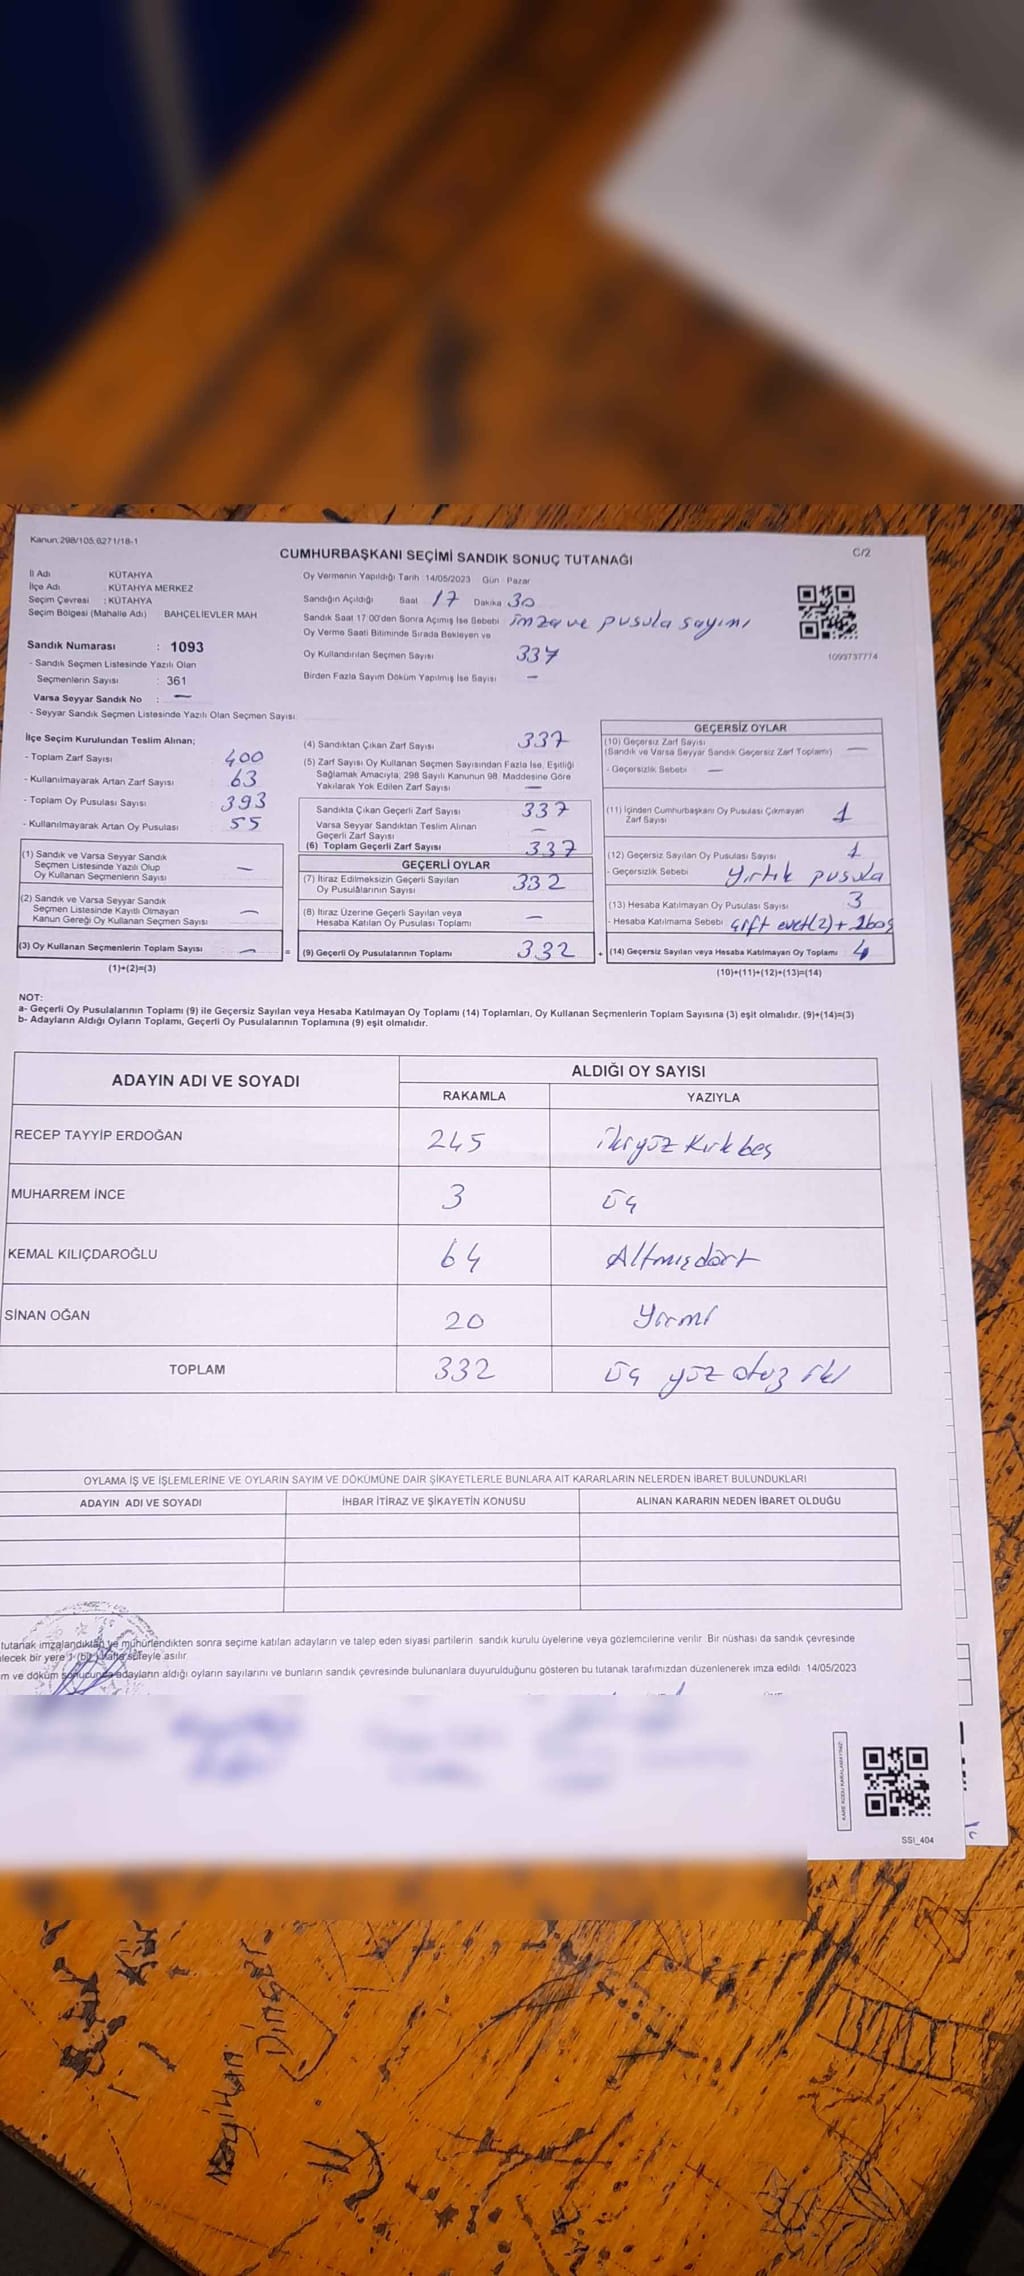 Kanun:298/105,6271/18-1
CUMHURBAŞKANI SEÇİMİ SANDIK SONUÇ TUTANAĞI
C/2
İl Adı KÜTAHYA
İlçe Adı KÜTAHYA MERKEZ
Seçim Çevresi : KÜTAHYA
Seçim Bölgesi (Mahalle Adı) BAHÇELİEVLER MAH
Sandık Numarası : 1093
- Sandık Seçmen Listesinde Yazılı Olan
Seçmenlerin Sayısı : 361
Varsa Seyyar Sandık No : —
- Seyyar Sandık Seçmen Listesinde Yazılı Olan Seçmen Sayısı:
Oy Vermenin Yapıldığı Tarih 14/05/2023 Gün : Pazar
Sandığın Açıldığı Saat 17 Dakika 30
Sandık Saat 17:00'den Sonra Açmış İse Sebebi imza ve pusula sayımı
Oy Verme Saati Bitiminde Sırada Bekleyen ve
Oy Kullandırılan Seçmen Sayısı 337
Birden Fazla Sayım Döküm Yapılmış İse Sayısı —
1093737774
İlçe Seçim Kurulundan Teslim Alınan;
- Toplam Zarf Sayısı 400
- Kullanılmayarak Artan Zarf Sayısı 63
- Toplam Oy Pusulası Sayısı 393
- Kullanılmayarak Artan Oy Pusulası 55
(1) Sandık ve Varsa Seyyar Sandık
Seçmen Listesinde Yazılı Olup
Oy Kullanan Seçmenlerin Sayısı —
(2) Sandık ve Varsa Seyyar Sandık
Seçmen Listesinde Kayıtlı Olmayan
Kanun Gereği Oy Kullanan Seçmen Sayısı —
(3) Oy Kullanan Seçmenlerin Toplam Sayısı — =
(1)+(2)=(3)
(4) Sandıktan Çıkan Zarf Sayısı 337
(5) Zarf Sayısı Oy Kullanan Seçmen Sayısından Fazla İse, Eşitliği
Sağlamak Amacıyla; 298 Sayılı Kanunun 98. Maddesine Göre
Yakılarak Yok Edilen Zarf Sayısı —
Sandıkta Çıkan Geçerli Zarf Sayısı 337
Varsa Seyyar Sandıktan Teslim Alınan
Geçerli Zarf Sayısı —
(6) Toplam Geçerli Zarf Sayısı 337
GEÇERLİ OYLAR
(7) İtiraz Edilmeksizin Geçerli Sayılan
Oy Pusulalarının Sayısı 332
(8) İtiraz Üzerine Geçerli Sayılan veya
Hesaba Katılan Oy Pusulası Toplamı —
(9) Geçerli Oy Pusulalarının Toplamı 332 +
GEÇERSİZ OYLAR
(10) Geçersiz Zarf Sayısı
(Sandık ve Varsa Seyyar Sandık Geçersiz Zarf Toplamı) —
- Geçersizlik Sebebi —
(11) İçinden Cumhurbaşkanı Oy Pusulası Çıkmayan
Zarf Sayısı 1
(12) Geçersiz Sayılan Oy Pusulası Sayısı 1
- Geçersizlik Sebebi Yırtık pusula
(13) Hesaba Katılmayan Oy Pusulası Sayısı 3
- Hesaba Katılmama Sebebi çift evet(2) + 1boş
(14) Geçersiz Sayılan veya Hesaba Katılmayan Oy Toplamı 4
(10)+(11)+(12)+(13)=(14)
NOT:
a- Geçerli Oy Pusulalarının Toplamı (9) ile Geçersiz Sayılan veya Hesaba Katılmayan Oy Toplamı (14) Toplamları, Oy Kullanan Seçmenlerin Toplam Sayısına (3) eşit olmalıdır. (9)+(14)=(3)
b- Adayların Aldığı Oyların Toplamı, Geçerli Oy Pusulalarının Toplamına (9) eşit olmalıdır.
ADAYIN ADI VE SOYADI
ALDIĞI OY SAYISI
RAKAMLA YAZIYLA
RECEP TAYYİP ERDOĞAN 245 ikiyüz Kırk beş
MUHARREM İNCE 3 üç
KEMAL KILIÇDAROĞLU 64 Altmışdört
SİNAN OĞAN 20 Yirmi
TOPLAM 332 üç yüz otuz iki
OYLAMA İŞ VE İŞLEMLERİNE VE OYLARIN SAYIM VE DÖKÜMÜNE DAİR ŞİKAYETLERLE BUNLARA AİT KARARLARIN NELERDEN İBARET BULUNDUKLARI
ADAYIN ADI VE SOYADI İHBAR İTİRAZ VE ŞİKAYETİN KONUSU ALINAN KARARIN NEDEN İBARET OLDUĞU
tutanak imzalandıktan ve mühürlendikten sonra seçime katılan adayların ve talep eden siyasi partilerin sandık kurulu üyelerine veya gözlemcilerine verilir. Bir nüshası da sandık çevresinde
lecek bir yere 1 (bir) hafta süreyle asılır.
m ve döküm sonucunda adayların aldığı oyların sayılarını ve bunların sandık çevresinde bulunanlara duyurulduğunu gösteren bu tutanak tarafımızdan düzenlenerek imza edildi. 14/05/2023
SSI_404
Dinçer